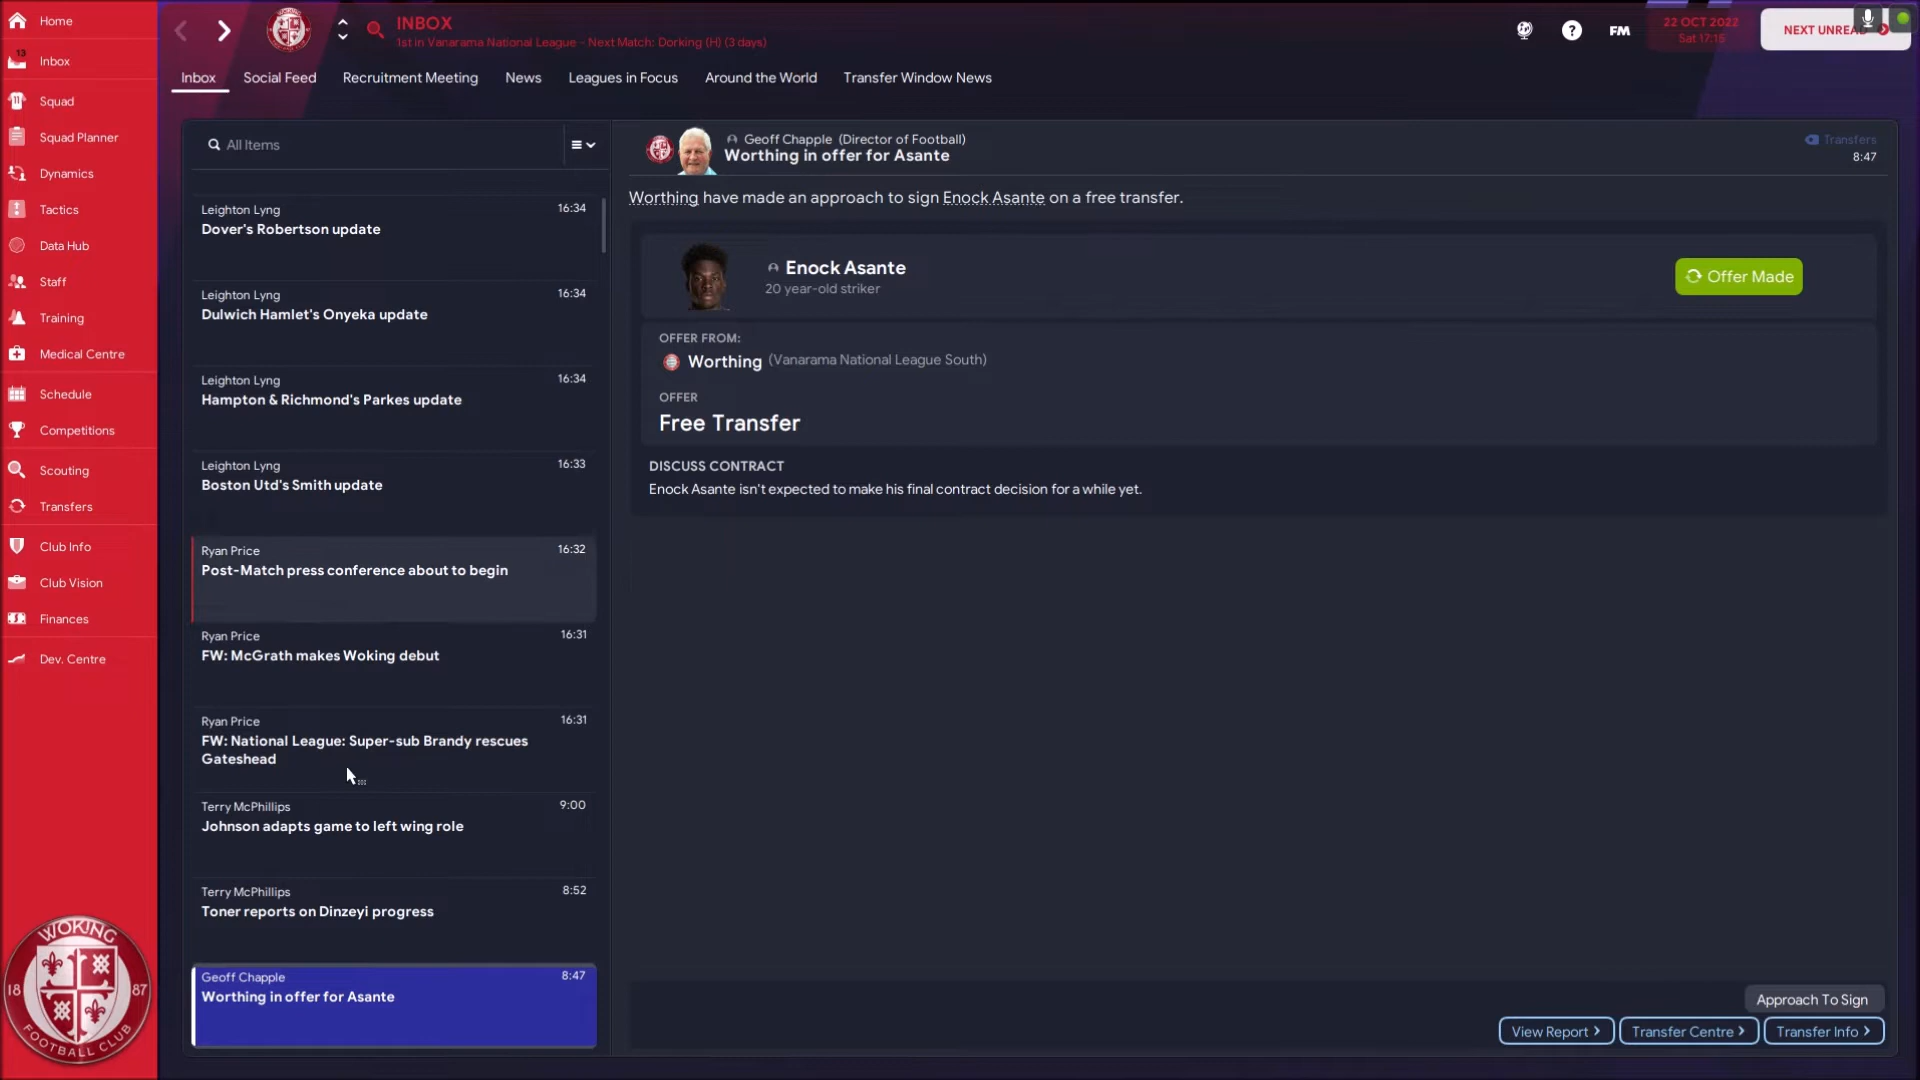 Home
13
Inbox
Squad
Squad Planner
Dynamics
Tactics
Data Hub
Staff
Training
Medical Centre
Schedule
Competitions
Scouting
Transfers
Club Info
Club Vision
Finances
Dev. Centre
WOKING
18 87
FOOTBALL CLUB
INBOX
1st in Vanarama National League - Next Match: Dorking (H) (3 days)
FM
22 OCT 2022
Sat 17:15
NEXT UNREAD
Inbox
Social Feed
Recruitment Meeting
News
Leagues in Focus
Around the World
Transfer Window News
All Items
Leighton Lyng 16:34
Dover's Robertson update
Leighton Lyng 16:34
Dulwich Hamlet's Onyeka update
Leighton Lyng 16:34
Hampton & Richmond's Parkes update
Leighton Lyng 16:33
Boston Utd's Smith update
Ryan Price 16:32
Post-Match press conference about to begin
Ryan Price 16:31
FW: McGrath makes Woking debut
Ryan Price 16:31
FW: National League: Super-sub Brandy rescues
Gateshead
Terry McPhillips 9:00
Johnson adapts game to left wing role
Terry McPhillips 8:52
Toner reports on Dinzeyi progress
Geoff Chapple 8:47
Worthing in offer for Asante
Geoff Chapple (Director of Football)
Worthing in offer for Asante
Transfers
8:47
Worthing have made an approach to sign Enock Asante on a free transfer.
Enock Asante
20 year-old striker
Offer Made
OFFER FROM:
Worthing (Vanarama National League South)
OFFER
Free Transfer
DISCUSS CONTRACT
Enock Asante isn't expected to make his final contract decision for a while yet.
Approach To Sign
View Report
Transfer Centre
Transfer Info